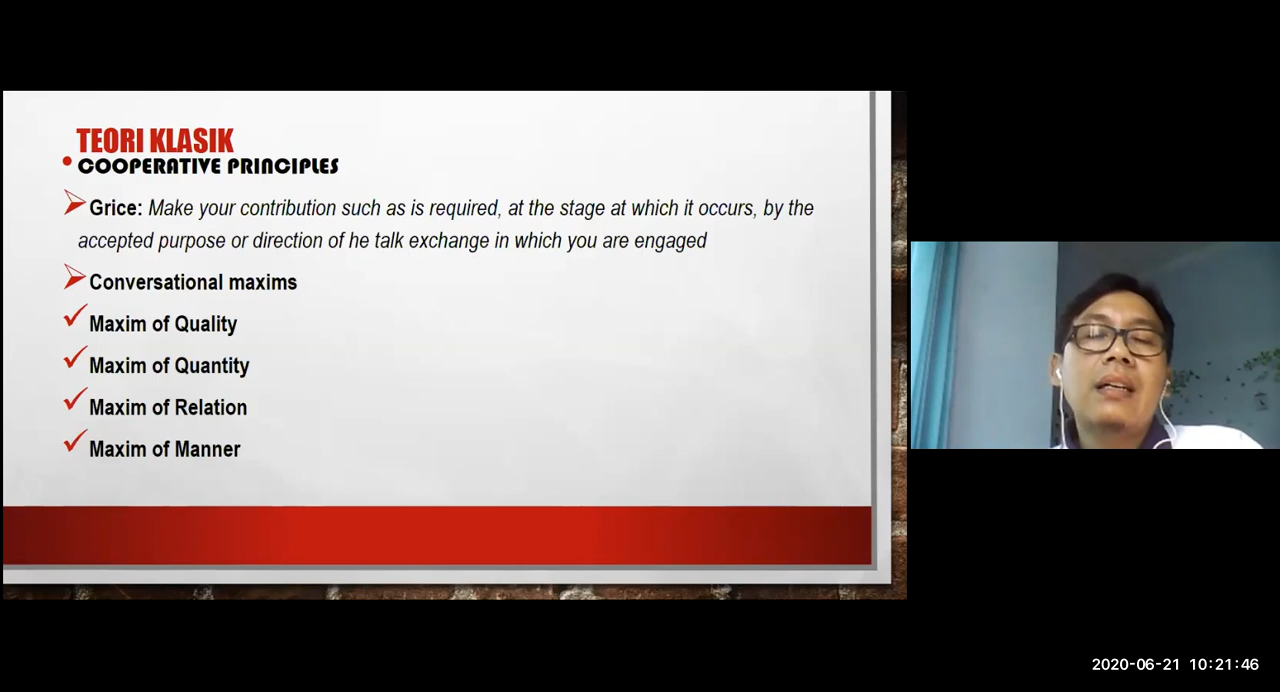 TEORI KLASIK
• COOPERATIVE PRINCIPLES
Grice: Make your contribution such as is required, at the stage at which it occurs, by the
accepted purpose or direction of he talk exchange in which you are engaged
Conversational maxims
Maxim of Quality
Maxim of Quantity
Maxim of Relation
Maxim of Manner
2020-06-21 10:21:46